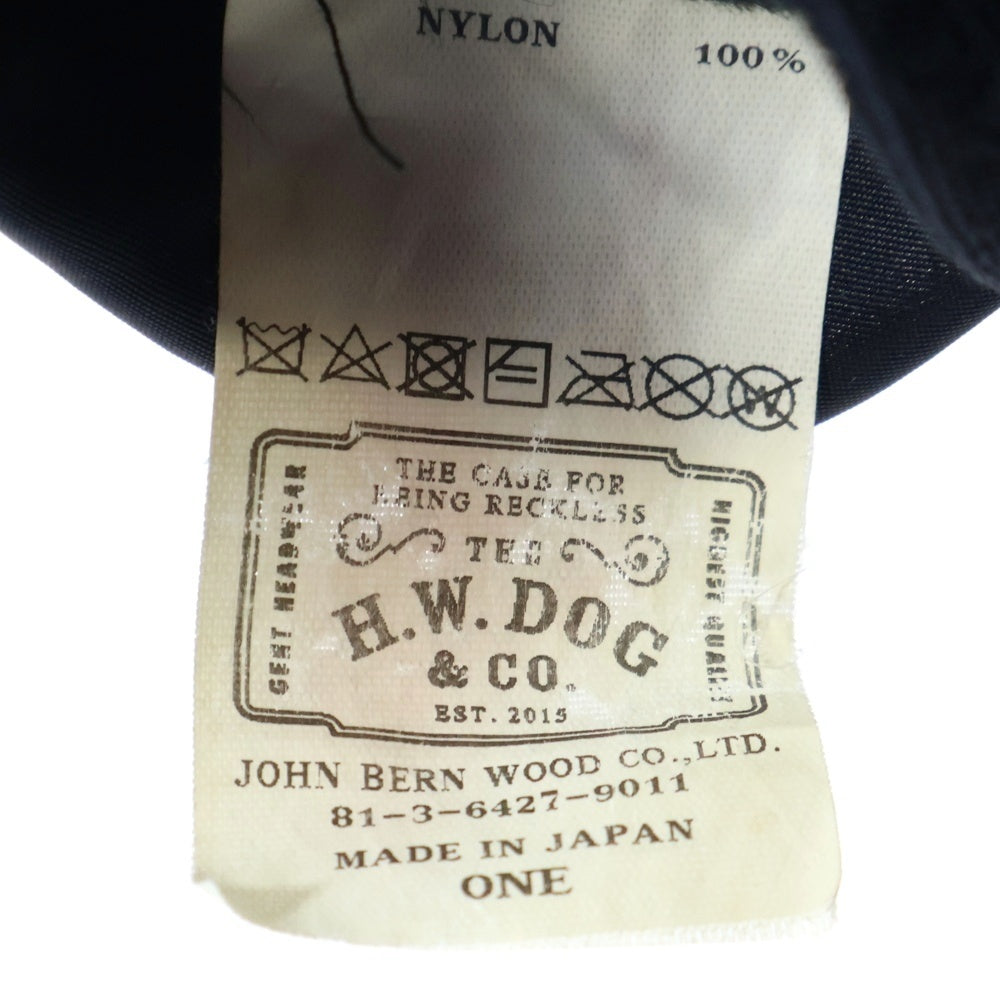 NYLON 100%
W
THE CASE FOR
BEING RECKLESS
GENT HEADWEAR
HIGHEST QUALITY
THE
H.W. DOG
& CO.
EST. 2015
JOHN BERN WOOD CO.,LTD.
81-3-6427-9011
MADE IN JAPAN
ONE